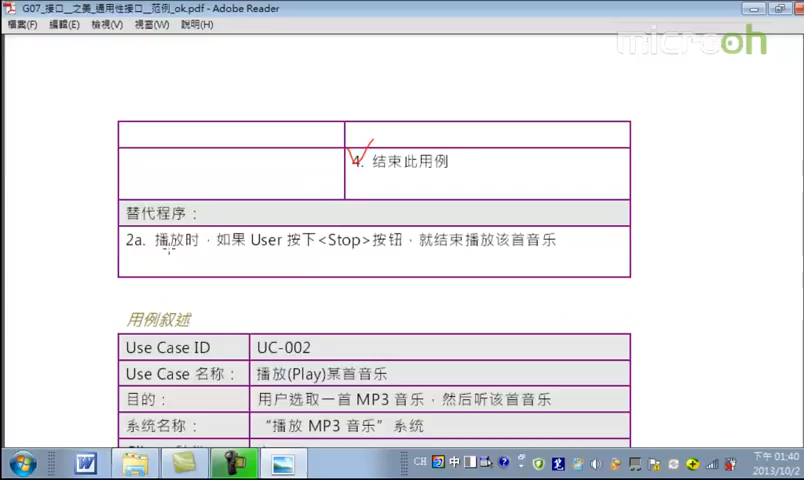 G07_接口__之美_通用性接口__范例_ok.pdf - Adobe Reader
檔案(F) 編輯(E) 檢視(V) 視窗(W) 說明(H)
microoh
4. 结束此用例
替代程序：
2a. 播放时，如果 User 按下<Stop>按钮，就结束播放该首音乐
用例叙述
Use Case ID UC-002
Use Case 名称： 播放(Play)某首音乐
目的： 用户选取一首 MP3 音乐，然后听该首音乐
系统名称： “播放 MP3 音乐”系统
CH 中
下午 01:40
2013/10/2